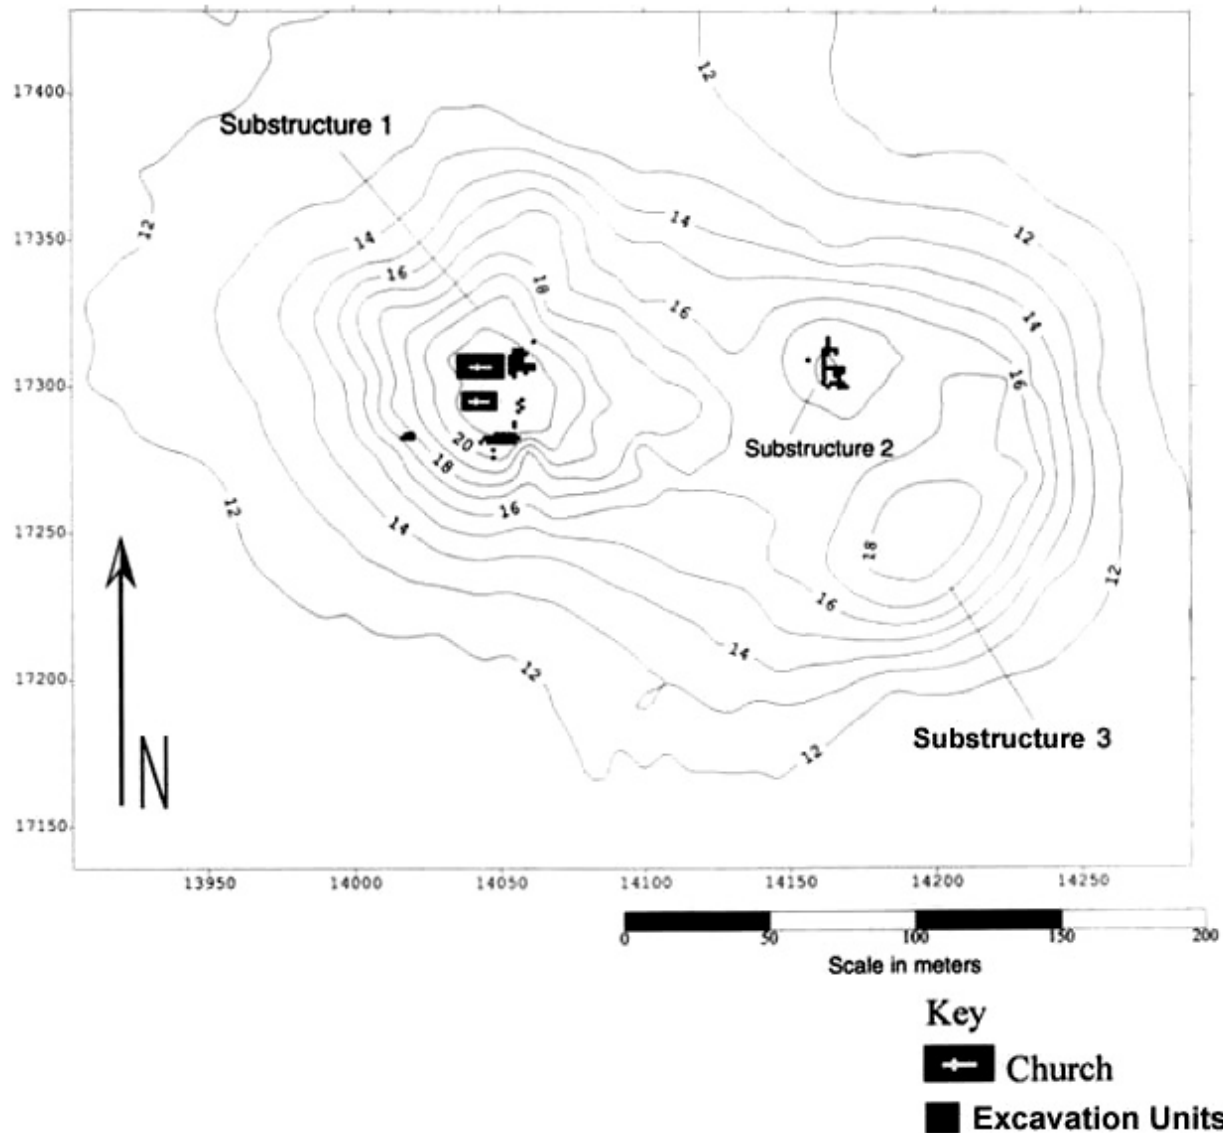 12
17400
Substructure 1
12
14
14
12
17350
16
18
16
14
17300
16
20
Substructure 2
18
12
16
14
17250
18
12
16
14
17200
12
Substructure 3
12
N
17150
13950 14000 14050 14100 14150 14200 14250
0 50 100 150 200
Scale in meters
Key
Church
Excavation Units